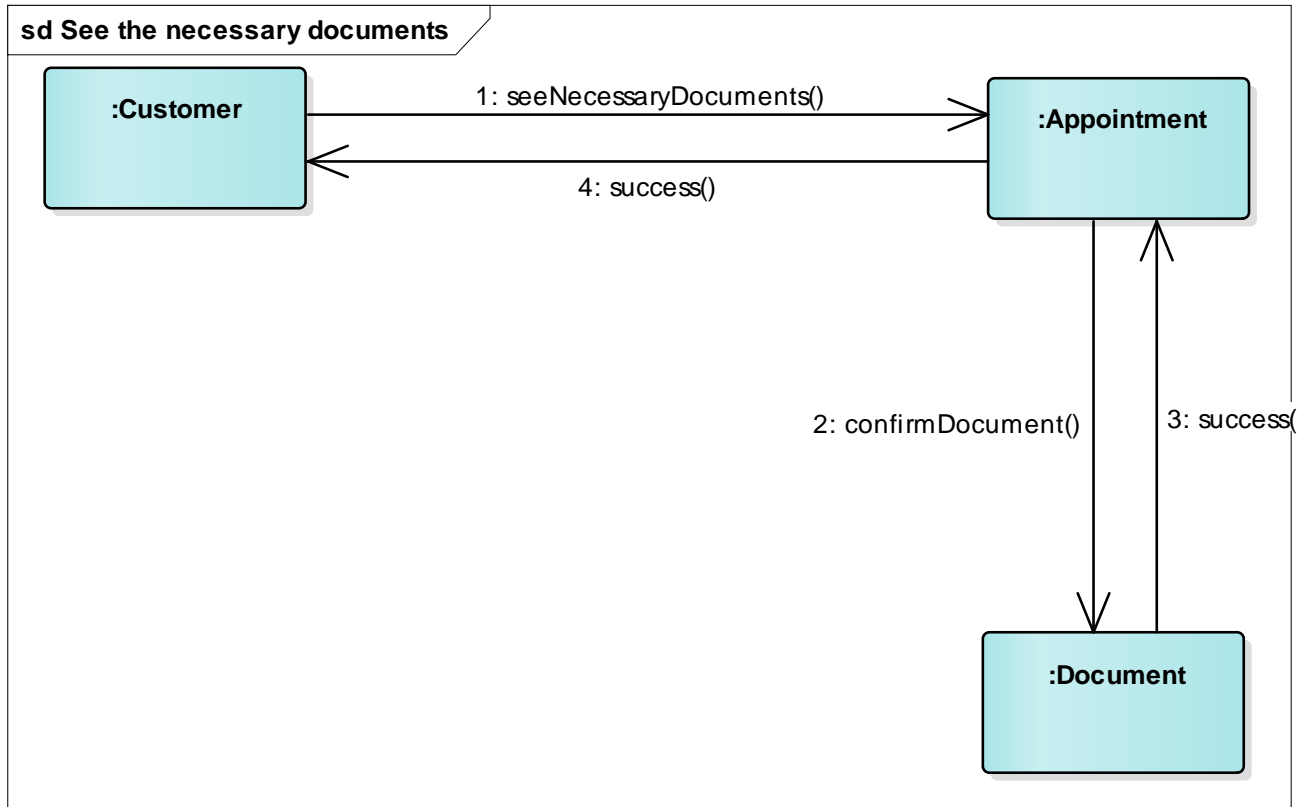 sd See the necessary documents
:Customer
1: seeNecessaryDocuments()
:Appointment
4: success()
2: confirmDocument()
3: success(
:Document